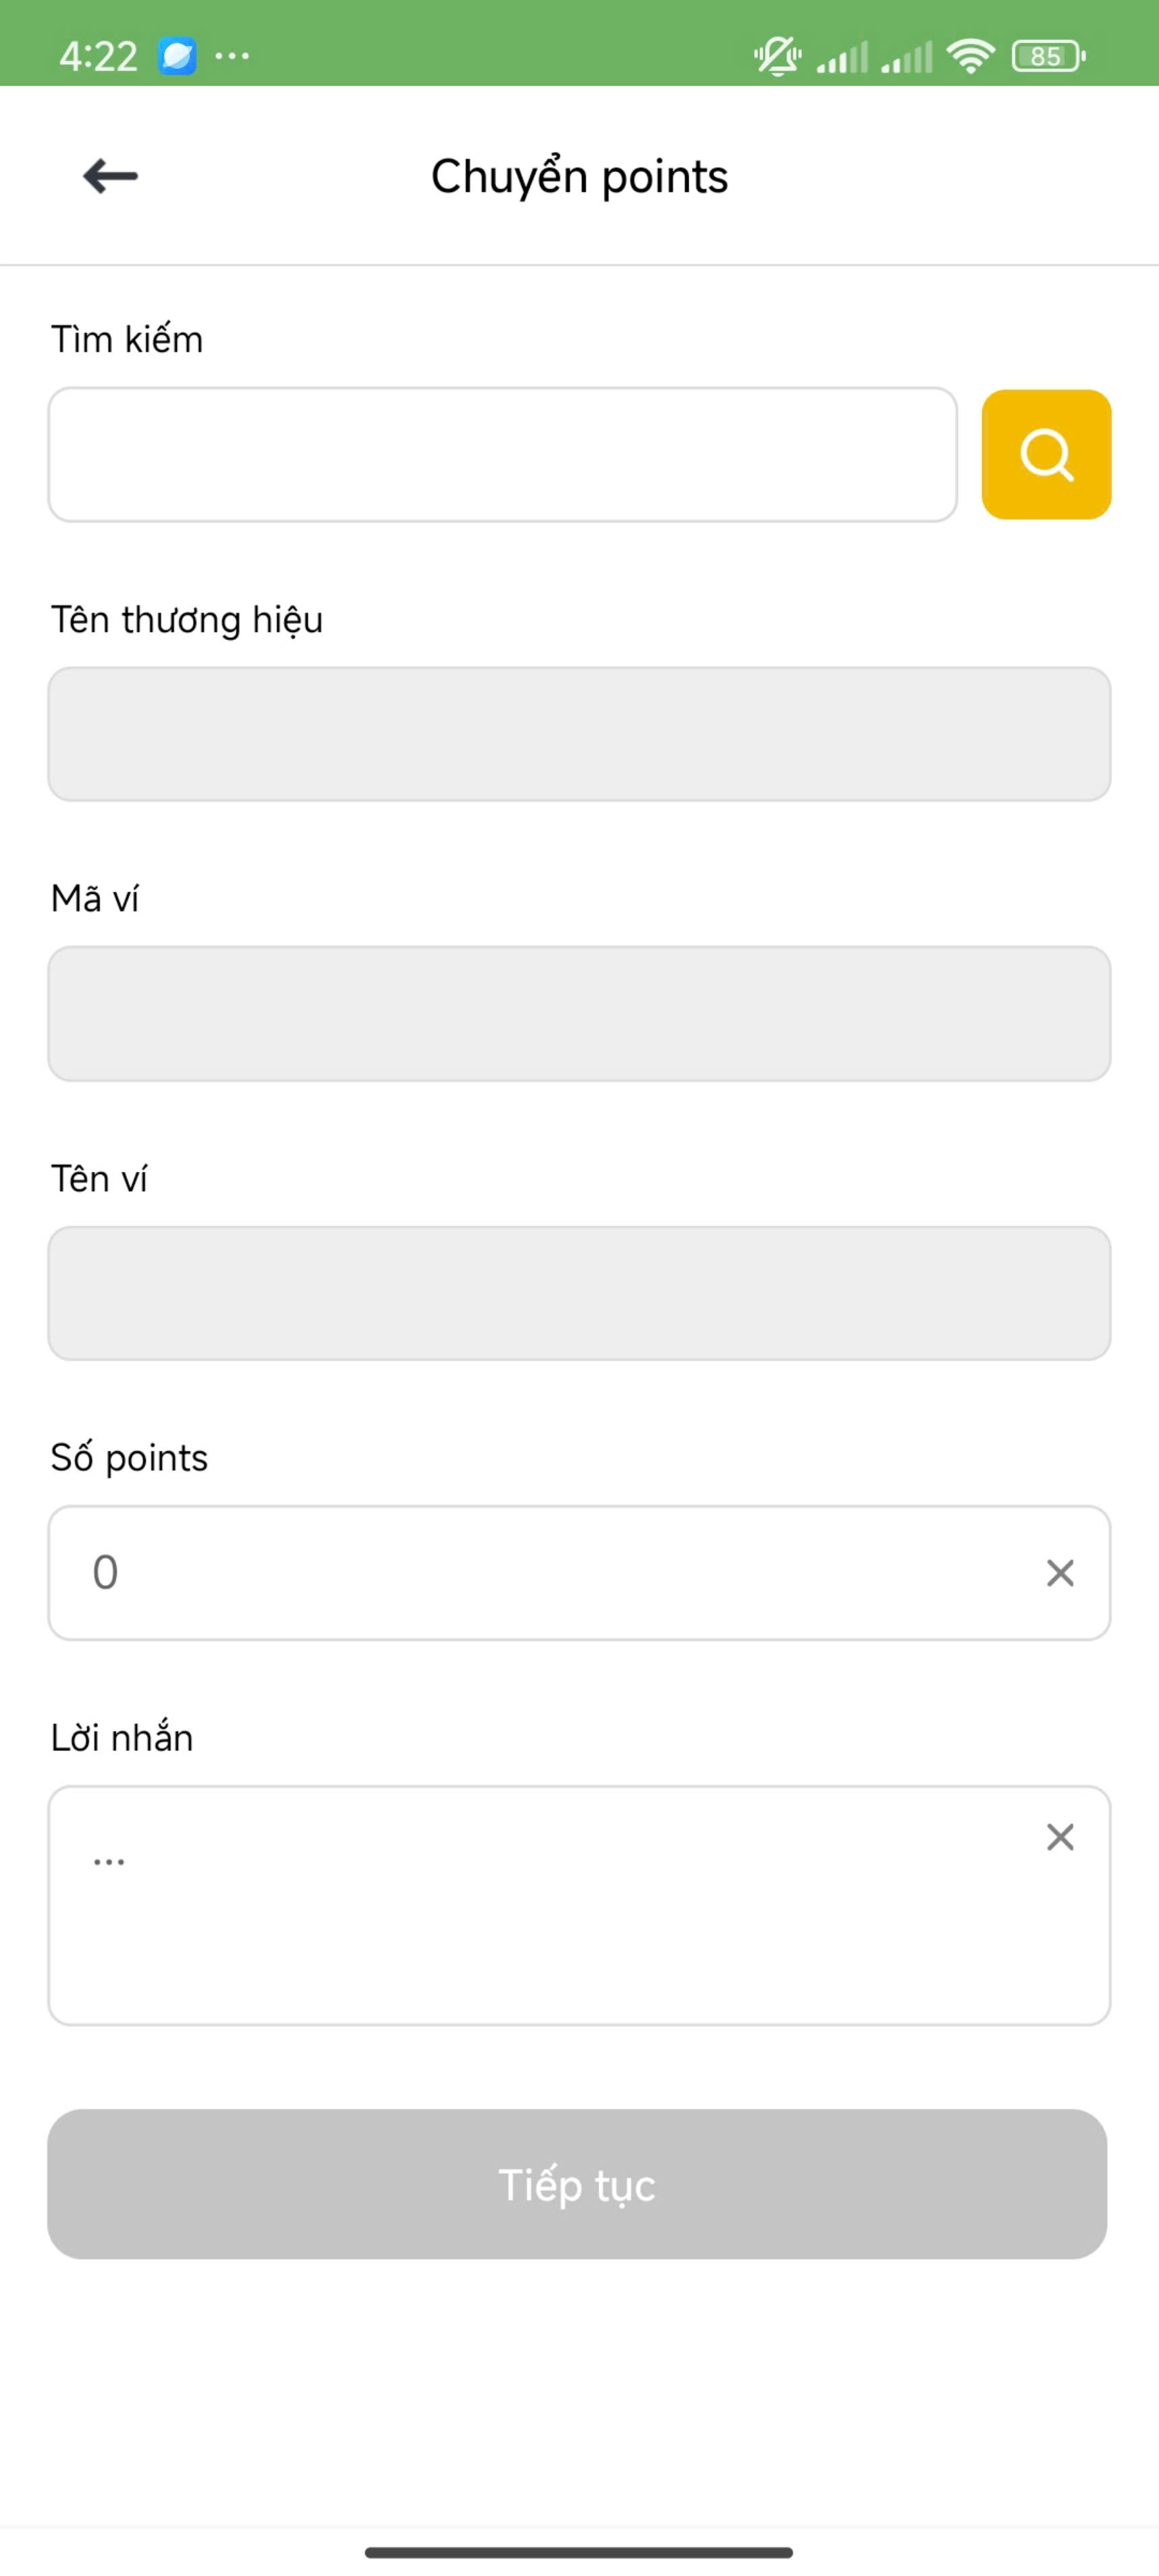 4:22 ...
85
Chuyển points
Tìm kiếm
Tên thương hiệu
Mã ví
Tên ví
Số points
0
Lời nhắn
...
Tiếp tục